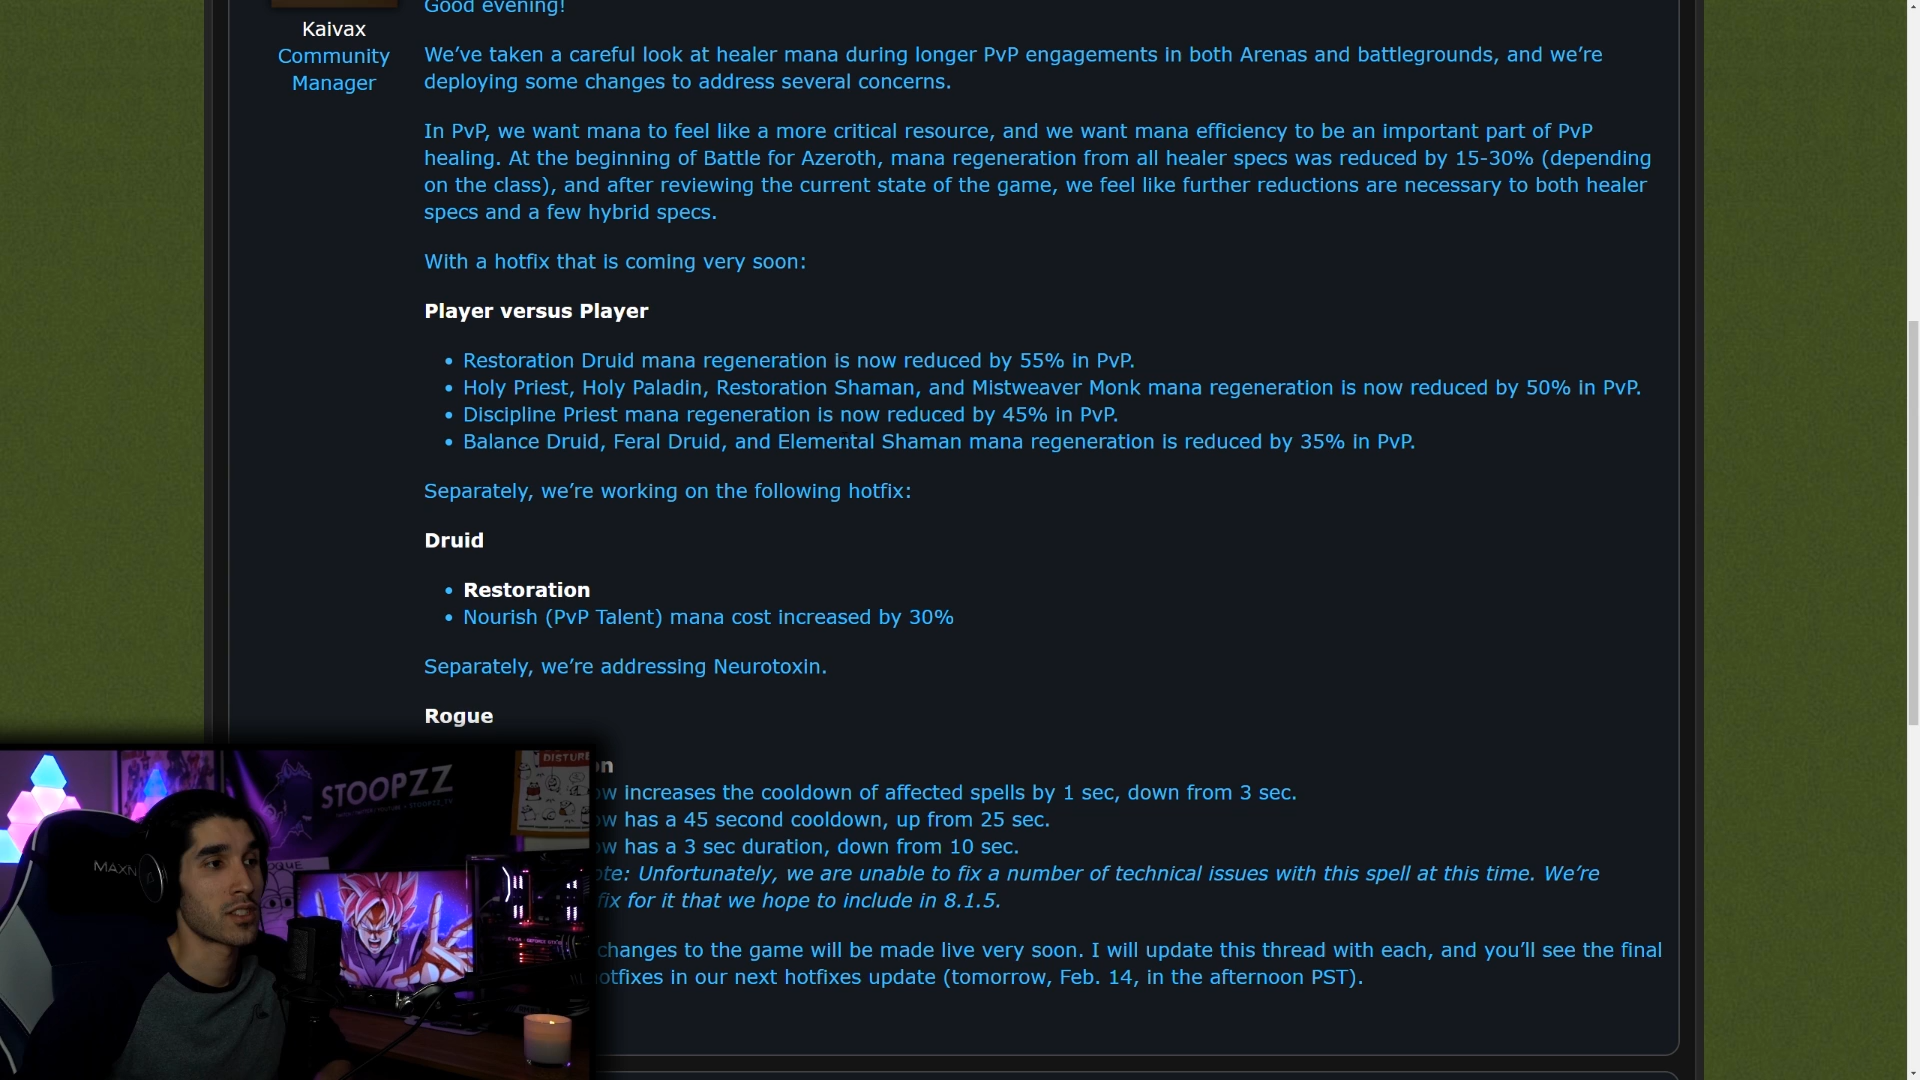 Good evening!
Kaivax
Community
Manager
We’ve taken a careful look at healer mana during longer PvP engagements in both Arenas and battlegrounds, and we’re
deploying some changes to address several concerns.
In PvP, we want mana to feel like a more critical resource, and we want mana efficiency to be an important part of PvP
healing. At the beginning of Battle for Azeroth, mana regeneration from all healer specs was reduced by 15-30% (depending
on the class), and after reviewing the current state of the game, we feel like further reductions are necessary to both healer
specs and a few hybrid specs.
With a hotfix that is coming very soon:
Player versus Player
• Restoration Druid mana regeneration is now reduced by 55% in PvP.
• Holy Priest, Holy Paladin, Restoration Shaman, and Mistweaver Monk mana regeneration is now reduced by 50% in PvP.
• Discipline Priest mana regeneration is now reduced by 45% in PvP.
• Balance Druid, Feral Druid, and Elemental Shaman mana regeneration is reduced by 35% in PvP.
Separately, we’re working on the following hotfix:
Druid
• Restoration
• Nourish (PvP Talent) mana cost increased by 30%
Separately, we’re addressing Neurotoxin.
Rogue
on
ow increases the cooldown of affected spells by 1 sec, down from 3 sec.
ow has a 45 second cooldown, up from 25 sec.
ow has a 3 sec duration, down from 10 sec.
ote: Unfortunately, we are unable to fix a number of technical issues with this spell at this time. We’re
fix for it that we hope to include in 8.1.5.
changes to the game will be made live very soon. I will update this thread with each, and you’ll see the final
hotfixes in our next hotfixes update (tomorrow, Feb. 14, in the afternoon PST).
STOOPZZ
DISTURB
MAXN